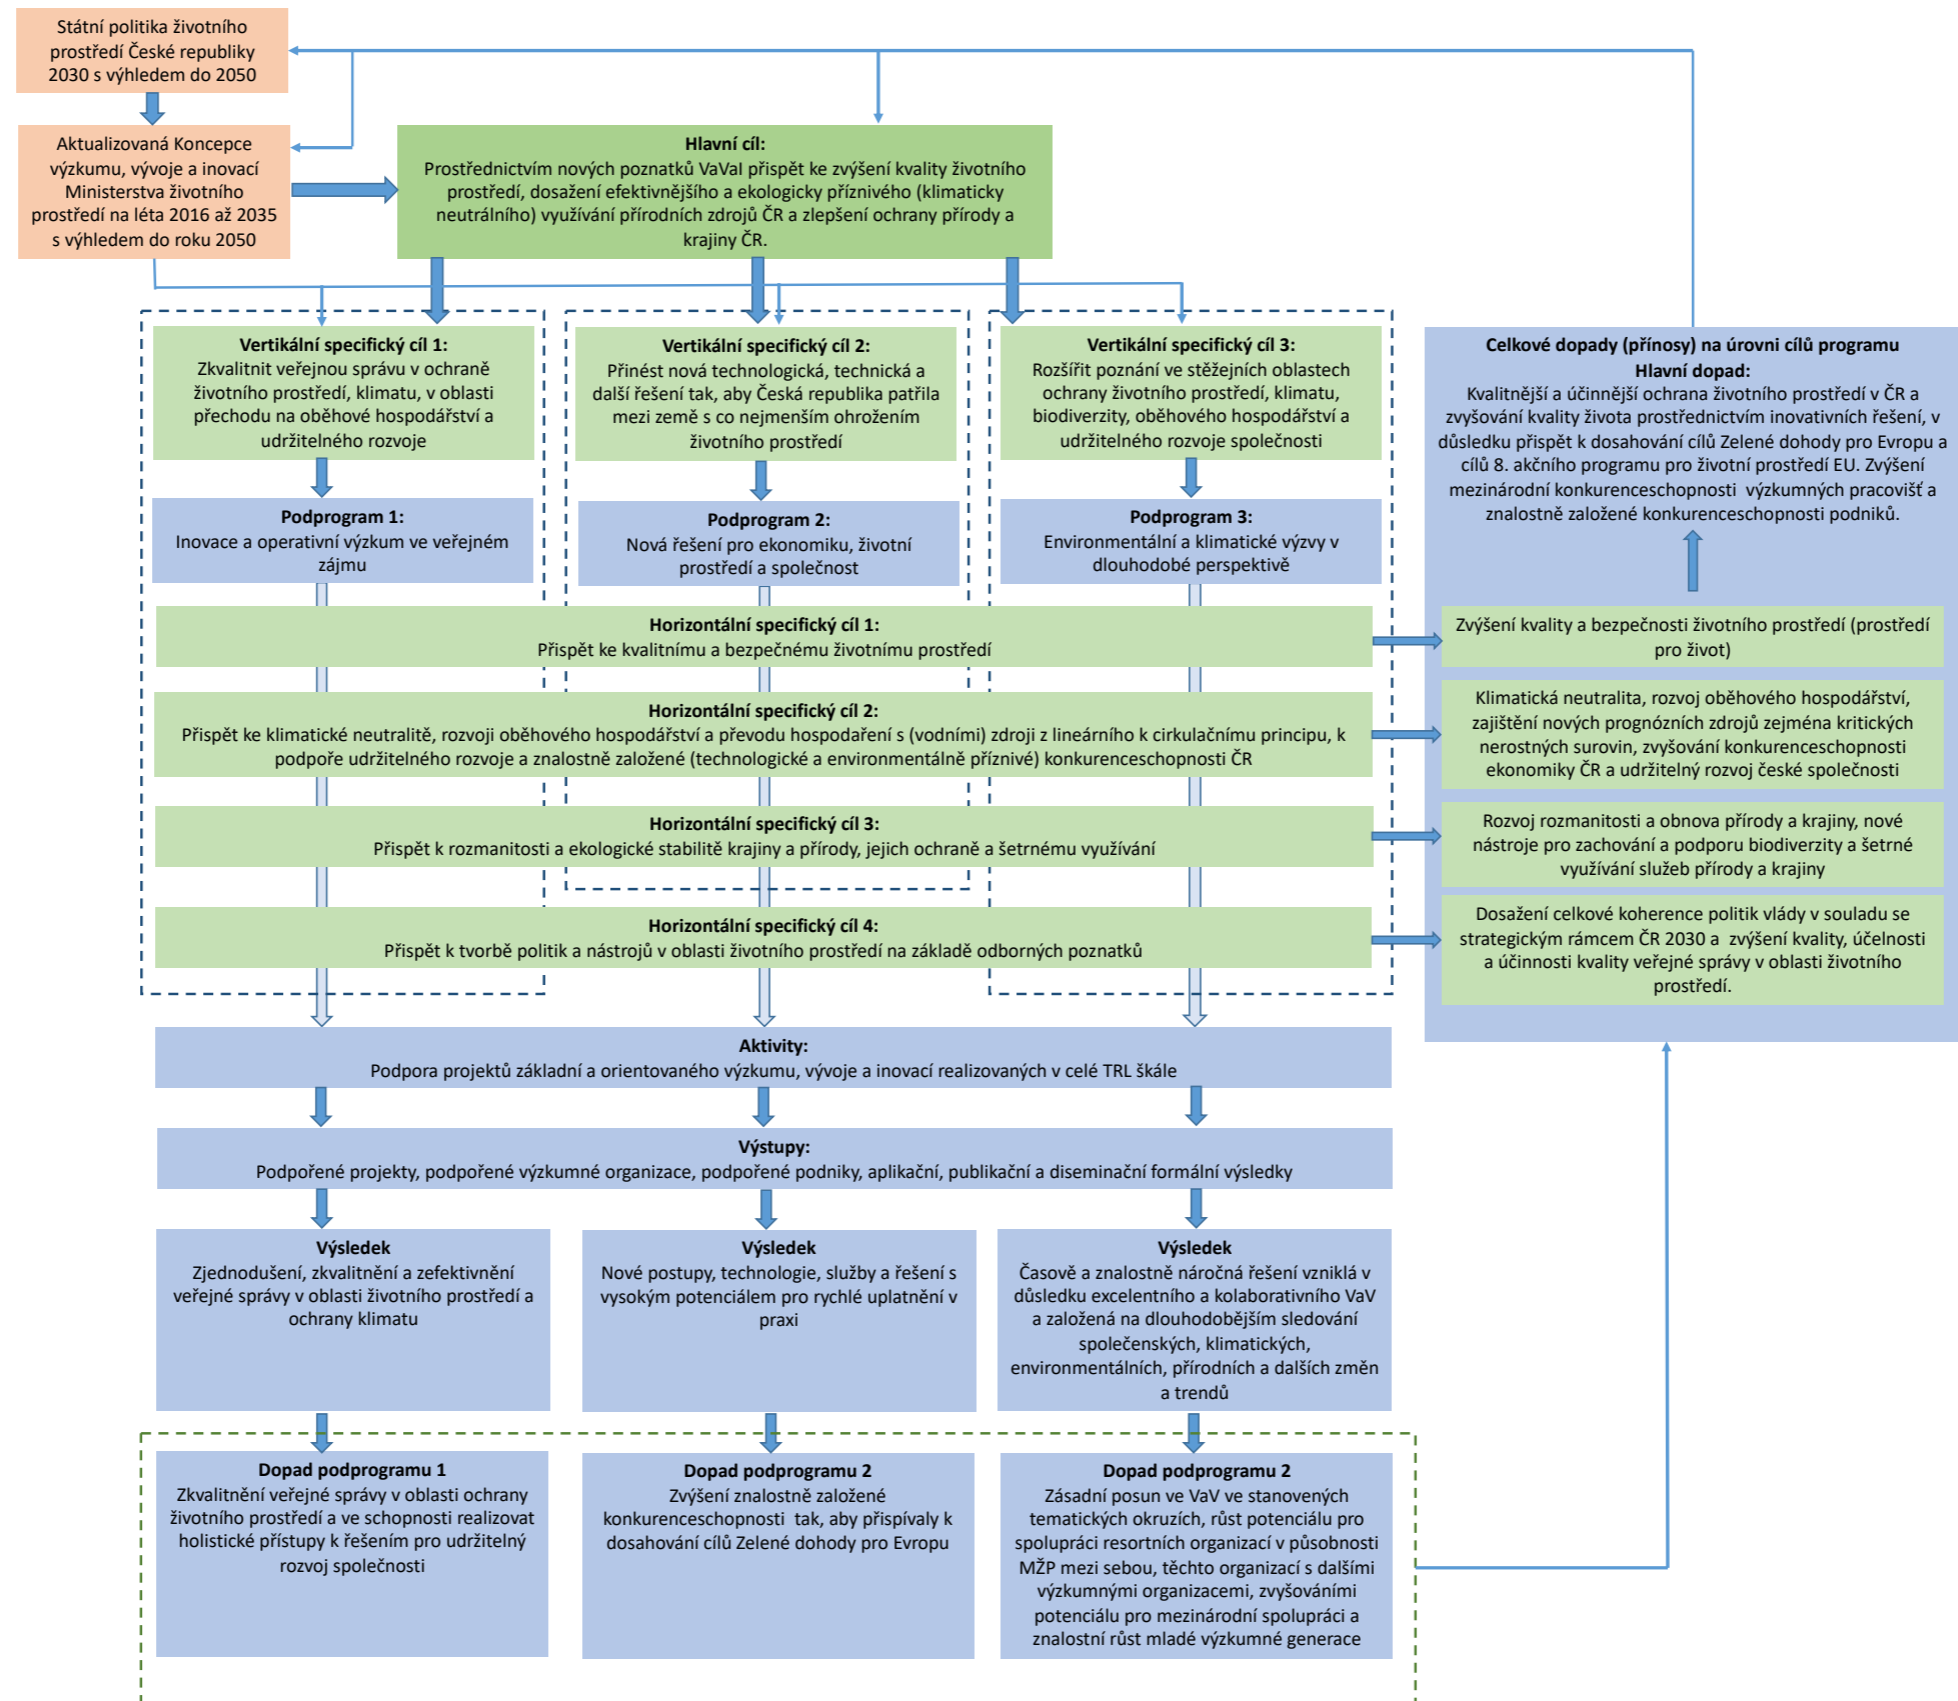 Státní politika životního
prostředí České republiky
2030 s výhledem do 2050
Aktualizovaná Koncepce
výzkumu, vývoje a inovací
Ministerstva životního
prostředí na léta 2016 až 2035
s výhledem do roku 2050
Hlavní cíl:
Prostřednictvím nových poznatků VaVaI přispět ke zvýšení kvality životního
prostředí, dosažení efektivnějšího a ekologicky příznivého (klimaticky
neutrálního) využívání přírodních zdrojů ČR a zlepšení ochrany přírody a
krajiny ČR.
Vertikální specifický cíl 1:
Zkvalitnit veřejnou správu v ochraně
životního prostředí, klimatu, v oblasti
přechodu na oběhové hospodářství a
udržitelného rozvoje
Vertikální specifický cíl 2:
Přinést nová technologická, technická a
další řešení tak, aby Česká republika patřila
mezi země s co nejmenším ohrožením
životního prostředí
Vertikální specifický cíl 3:
Rozšířit poznání ve stěžejních oblastech
ochrany životního prostředí, klimatu,
biodiverzity, oběhového hospodářství a
udržitelného rozvoje společnosti
Podprogram 1:
Inovace a operativní výzkum ve veřejném
zájmu
Podprogram 2:
Nová řešení pro ekonomiku, životní
prostředí a společnost
Podprogram 3:
Environmentální a klimatické výzvy v
dlouhodobé perspektivě
Celkové dopady (přínosy) na úrovni cílů programu
Hlavní dopad:
Kvalitnější a účinnější ochrana životního prostředí v ČR a
zvyšování kvality života prostřednictvím inovativních řešení, v
důsledku přispět k dosahování cílů Zelené dohody pro Evropu a
cílů 8. akčního programu pro životní prostředí EU. Zvýšení
mezinárodní konkurenceschopnosti výzkumných pracovišť a
znalostně založené konkurenceschopnosti podniků.
Horizontální specifický cíl 1:
Přispět ke kvalitnímu a bezpečnému životnímu prostředí
Zvýšení kvality a bezpečnosti životního prostředí (prostředí
pro život)
Horizontální specifický cíl 2:
Přispět ke klimatické neutralitě, rozvoji oběhového hospodářství a převodu hospodaření s (vodními) zdroji z lineárního k cirkulačnímu principu, k
podpoře udržitelného rozvoje a znalostně založené (technologické a environmentálně příznivé) konkurenceschopnosti ČR
Klimatická neutralita, rozvoj oběhového hospodářství,
zajištění nových prognózních zdrojů zejména kritických
nerostných surovin, zvyšování konkurenceschopnosti
ekonomiky ČR a udržitelný rozvoj české společnosti
Horizontální specifický cíl 3:
Přispět k rozmanitosti a ekologické stabilitě krajiny a přírody, jejich ochraně a šetrnému využívání
Rozvoj rozmanitosti a obnova přírody a krajiny, nové
nástroje pro zachování a podporu biodiverzity a šetrné
využívání služeb přírody a krajiny
Horizontální specifický cíl 4:
Přispět k tvorbě politik a nástrojů v oblasti životního prostředí na základě odborných poznatků
Dosažení celkové koherence politik vlády v souladu se
strategickým rámcem ČR 2030 a zvýšení kvality, účelnosti
a účinnosti kvality veřejné správy v oblasti životního
prostředí.
Aktivity:
Podpora projektů základní a orientovaného výzkumu, vývoje a inovací realizovaných v celé TRL škále
Výstupy:
Podpořené projekty, podpořené výzkumné organizace, podpořené podniky, aplikační, publikační a diseminační formální výsledky
Výsledek
Zjednodušení, zkvalitnění a zefektivnění
veřejné správy v oblasti životního prostředí a
ochrany klimatu
Výsledek
Nové postupy, technologie, služby a řešení s
vysokým potenciálem pro rychlé uplatnění v
praxi
Výsledek
Časově a znalostně náročná řešení vzniklá v
důsledku excelentního a kolaborativního VaV
a založená na dlouhodobějším sledování
společenských, klimatických,
environmentálních, přírodních a dalších změn
a trendů
Dopad podprogramu 1
Zkvalitnění veřejné správy v oblasti ochrany
životního prostředí a ve schopnosti realizovat
holistické přístupy k řešením pro udržitelný
rozvoj společnosti
Dopad podprogramu 2
Zvýšení znalostně založené
konkurenceschopnosti tak, aby přispívaly k
dosahování cílů Zelené dohody pro Evropu
Dopad podprogramu 2
Zásadní posun ve VaV ve stanovených
tematických okruzích, růst potenciálu pro
spolupráci resortních organizací v působnosti
MŽP mezi sebou, těchto organizací s dalšími
výzkumnými organizacemi, zvyšováními
potenciálu pro mezinárodní spolupráci a
znalostní růst mladé výzkumné generace